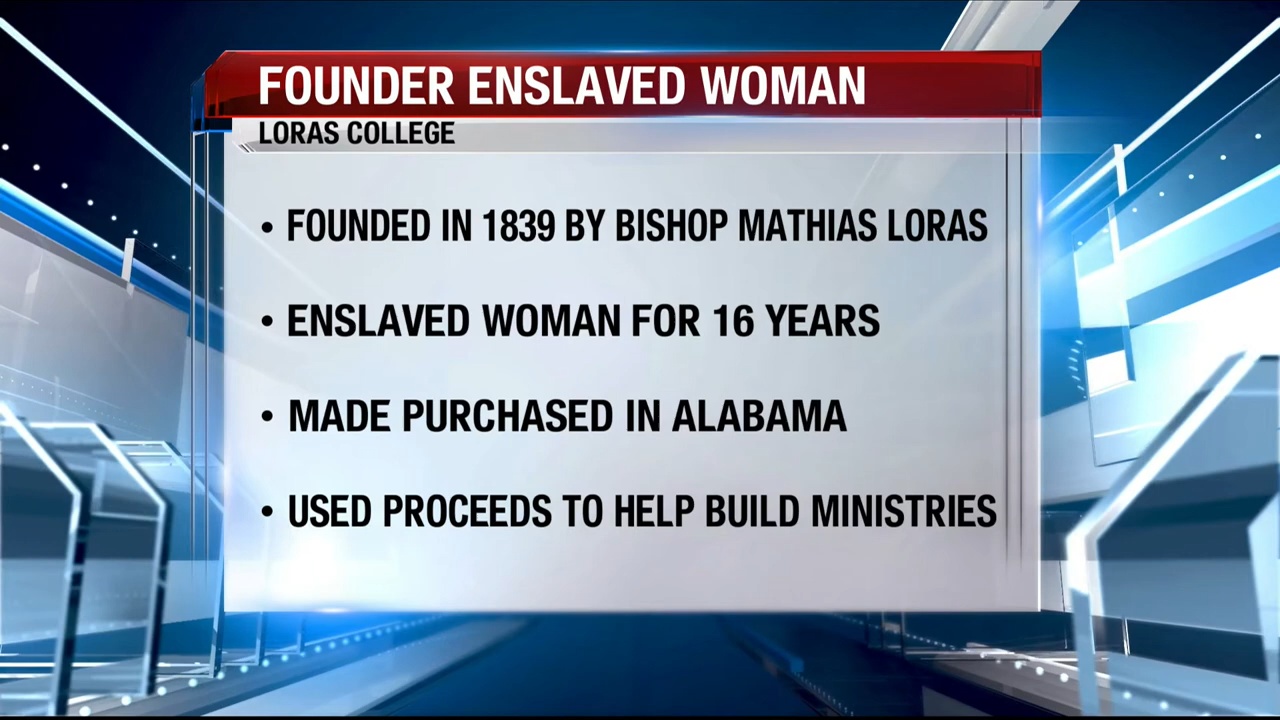 FOUNDER ENSLAVED WOMAN
LORAS COLLEGE
• FOUNDED IN 1839 BY BISHOP MATHIAS LORAS
• ENSLAVED WOMAN FOR 16 YEARS
• MADE PURCHASED IN ALABAMA
• USED PROCEEDS TO HELP BUILD MINISTRIES